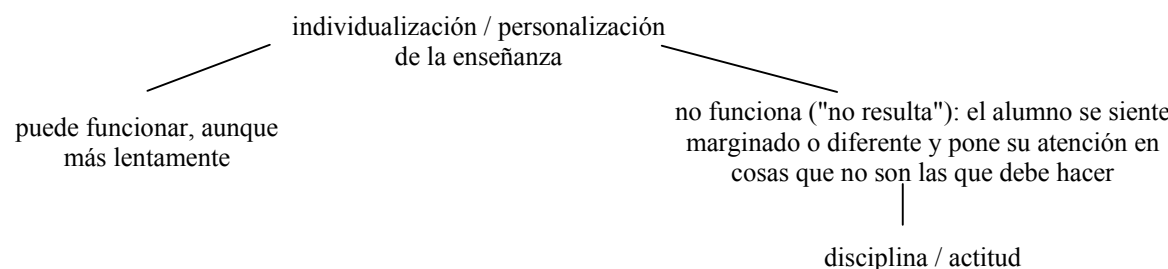 individualización / personalización
de la enseñanza
puede funcionar, aunque
más lentamente
no funciona ("no resulta"): el alumno se siente
marginado o diferente y pone su atención en
cosas que no son las que debe hacer
disciplina / actitud